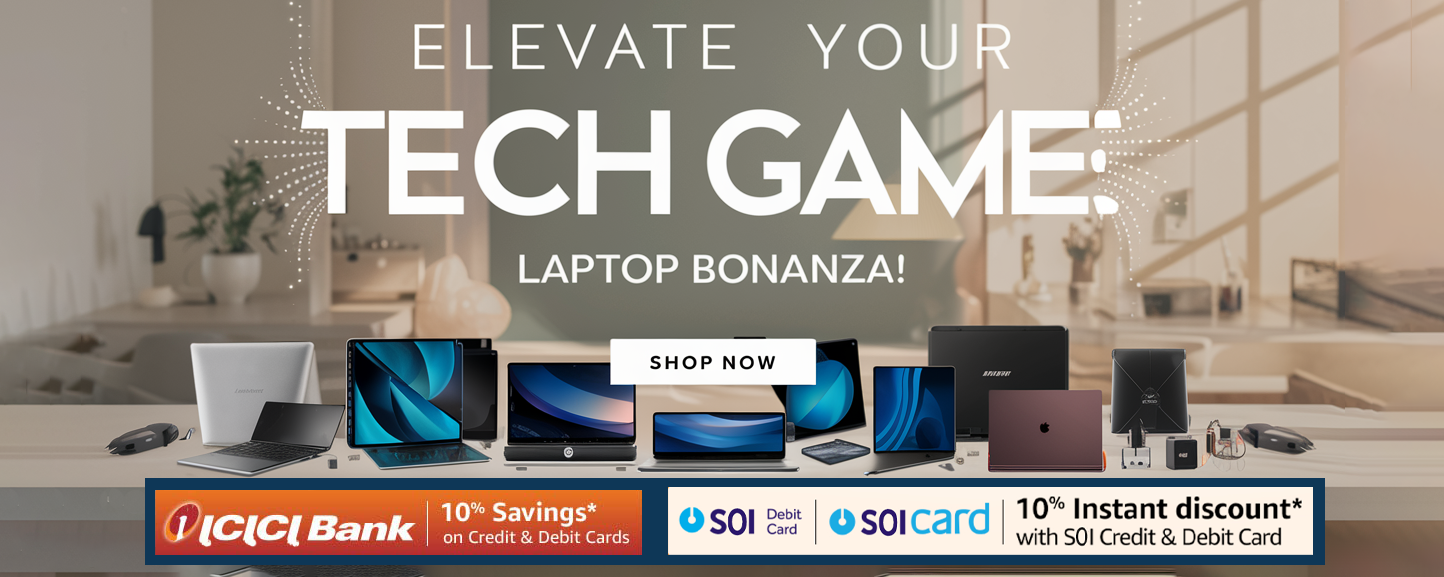 ELEVATE YOUR
TECH GAME:
LAPTOP BONANZA!
SHOP NOW
ICICI Bank
10% Savings*
on Credit & Debit Cards
SOI Debit Card
SOI card
10% Instant discount*
with SOI Credit & Debit Card